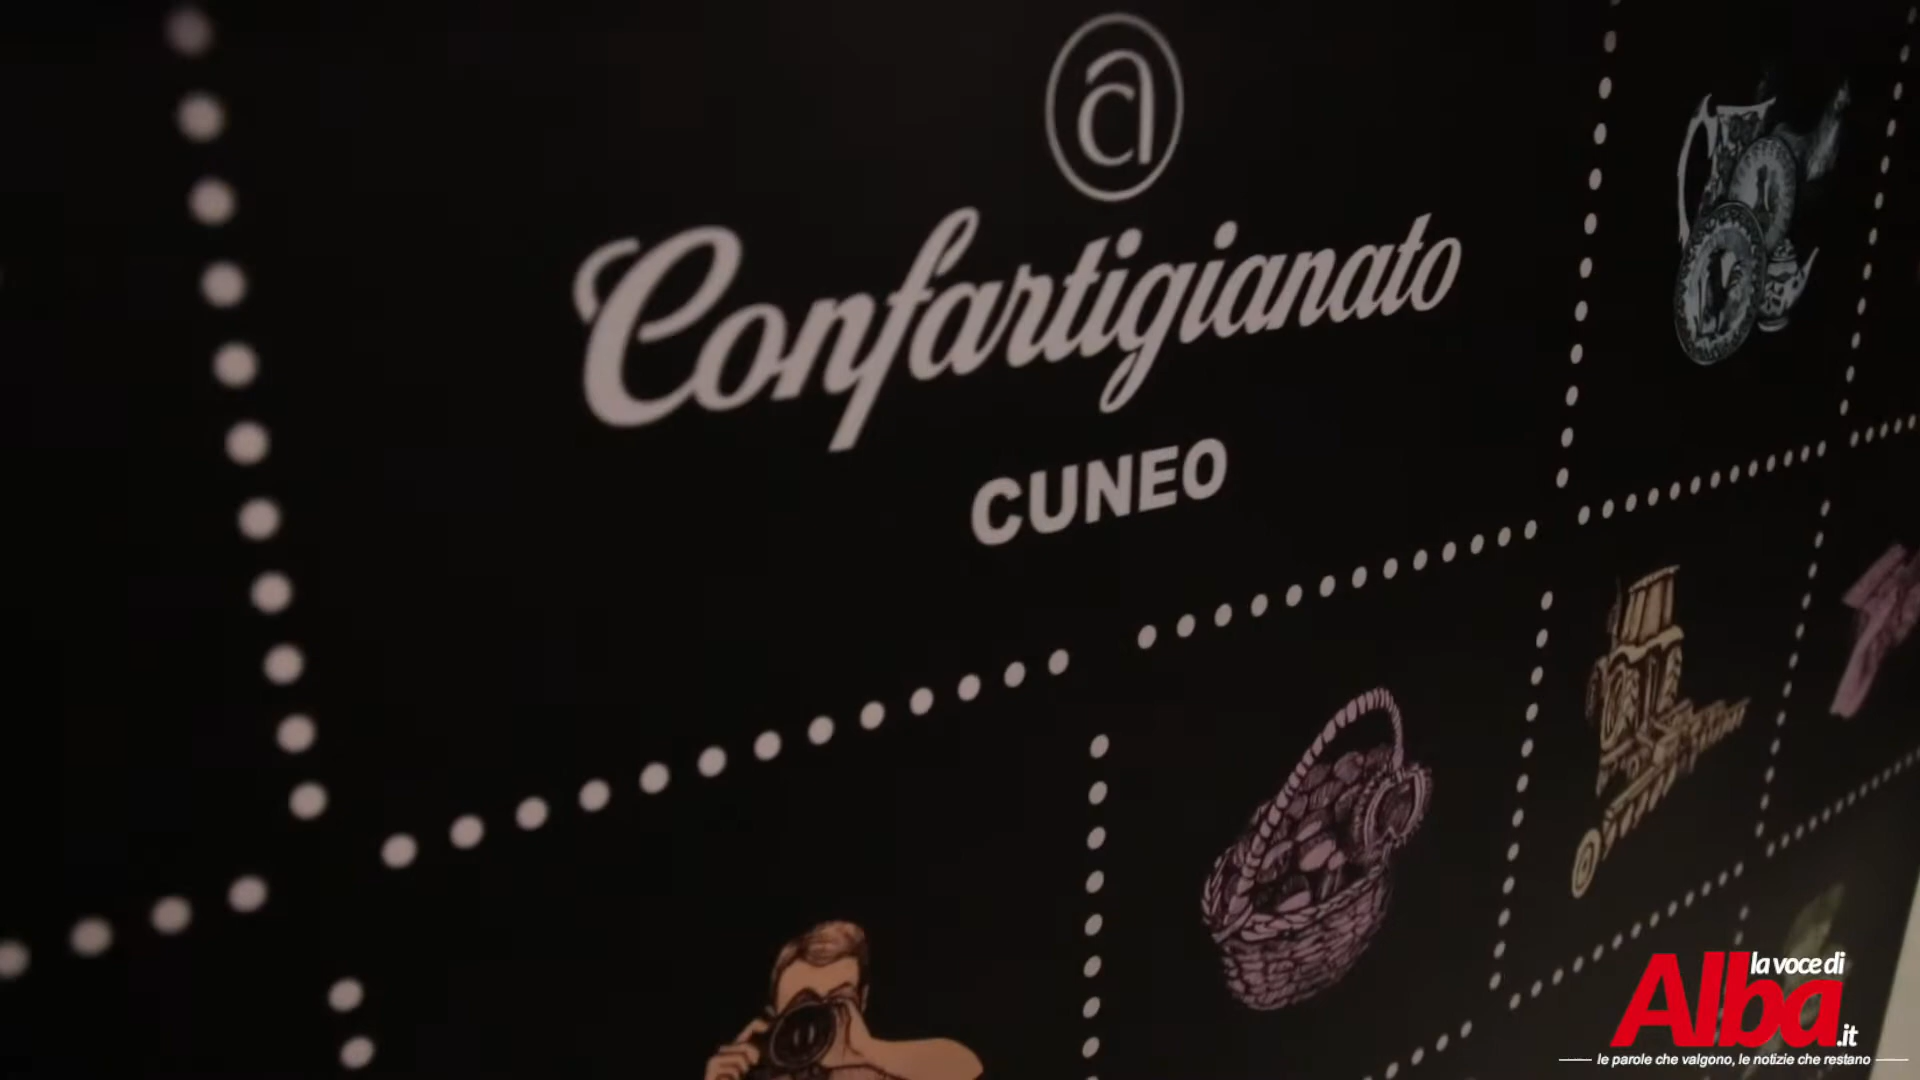 a
Confartigianato
CUNEO
la voce di
Alba.it
le parole che valgono, le notizie che restano